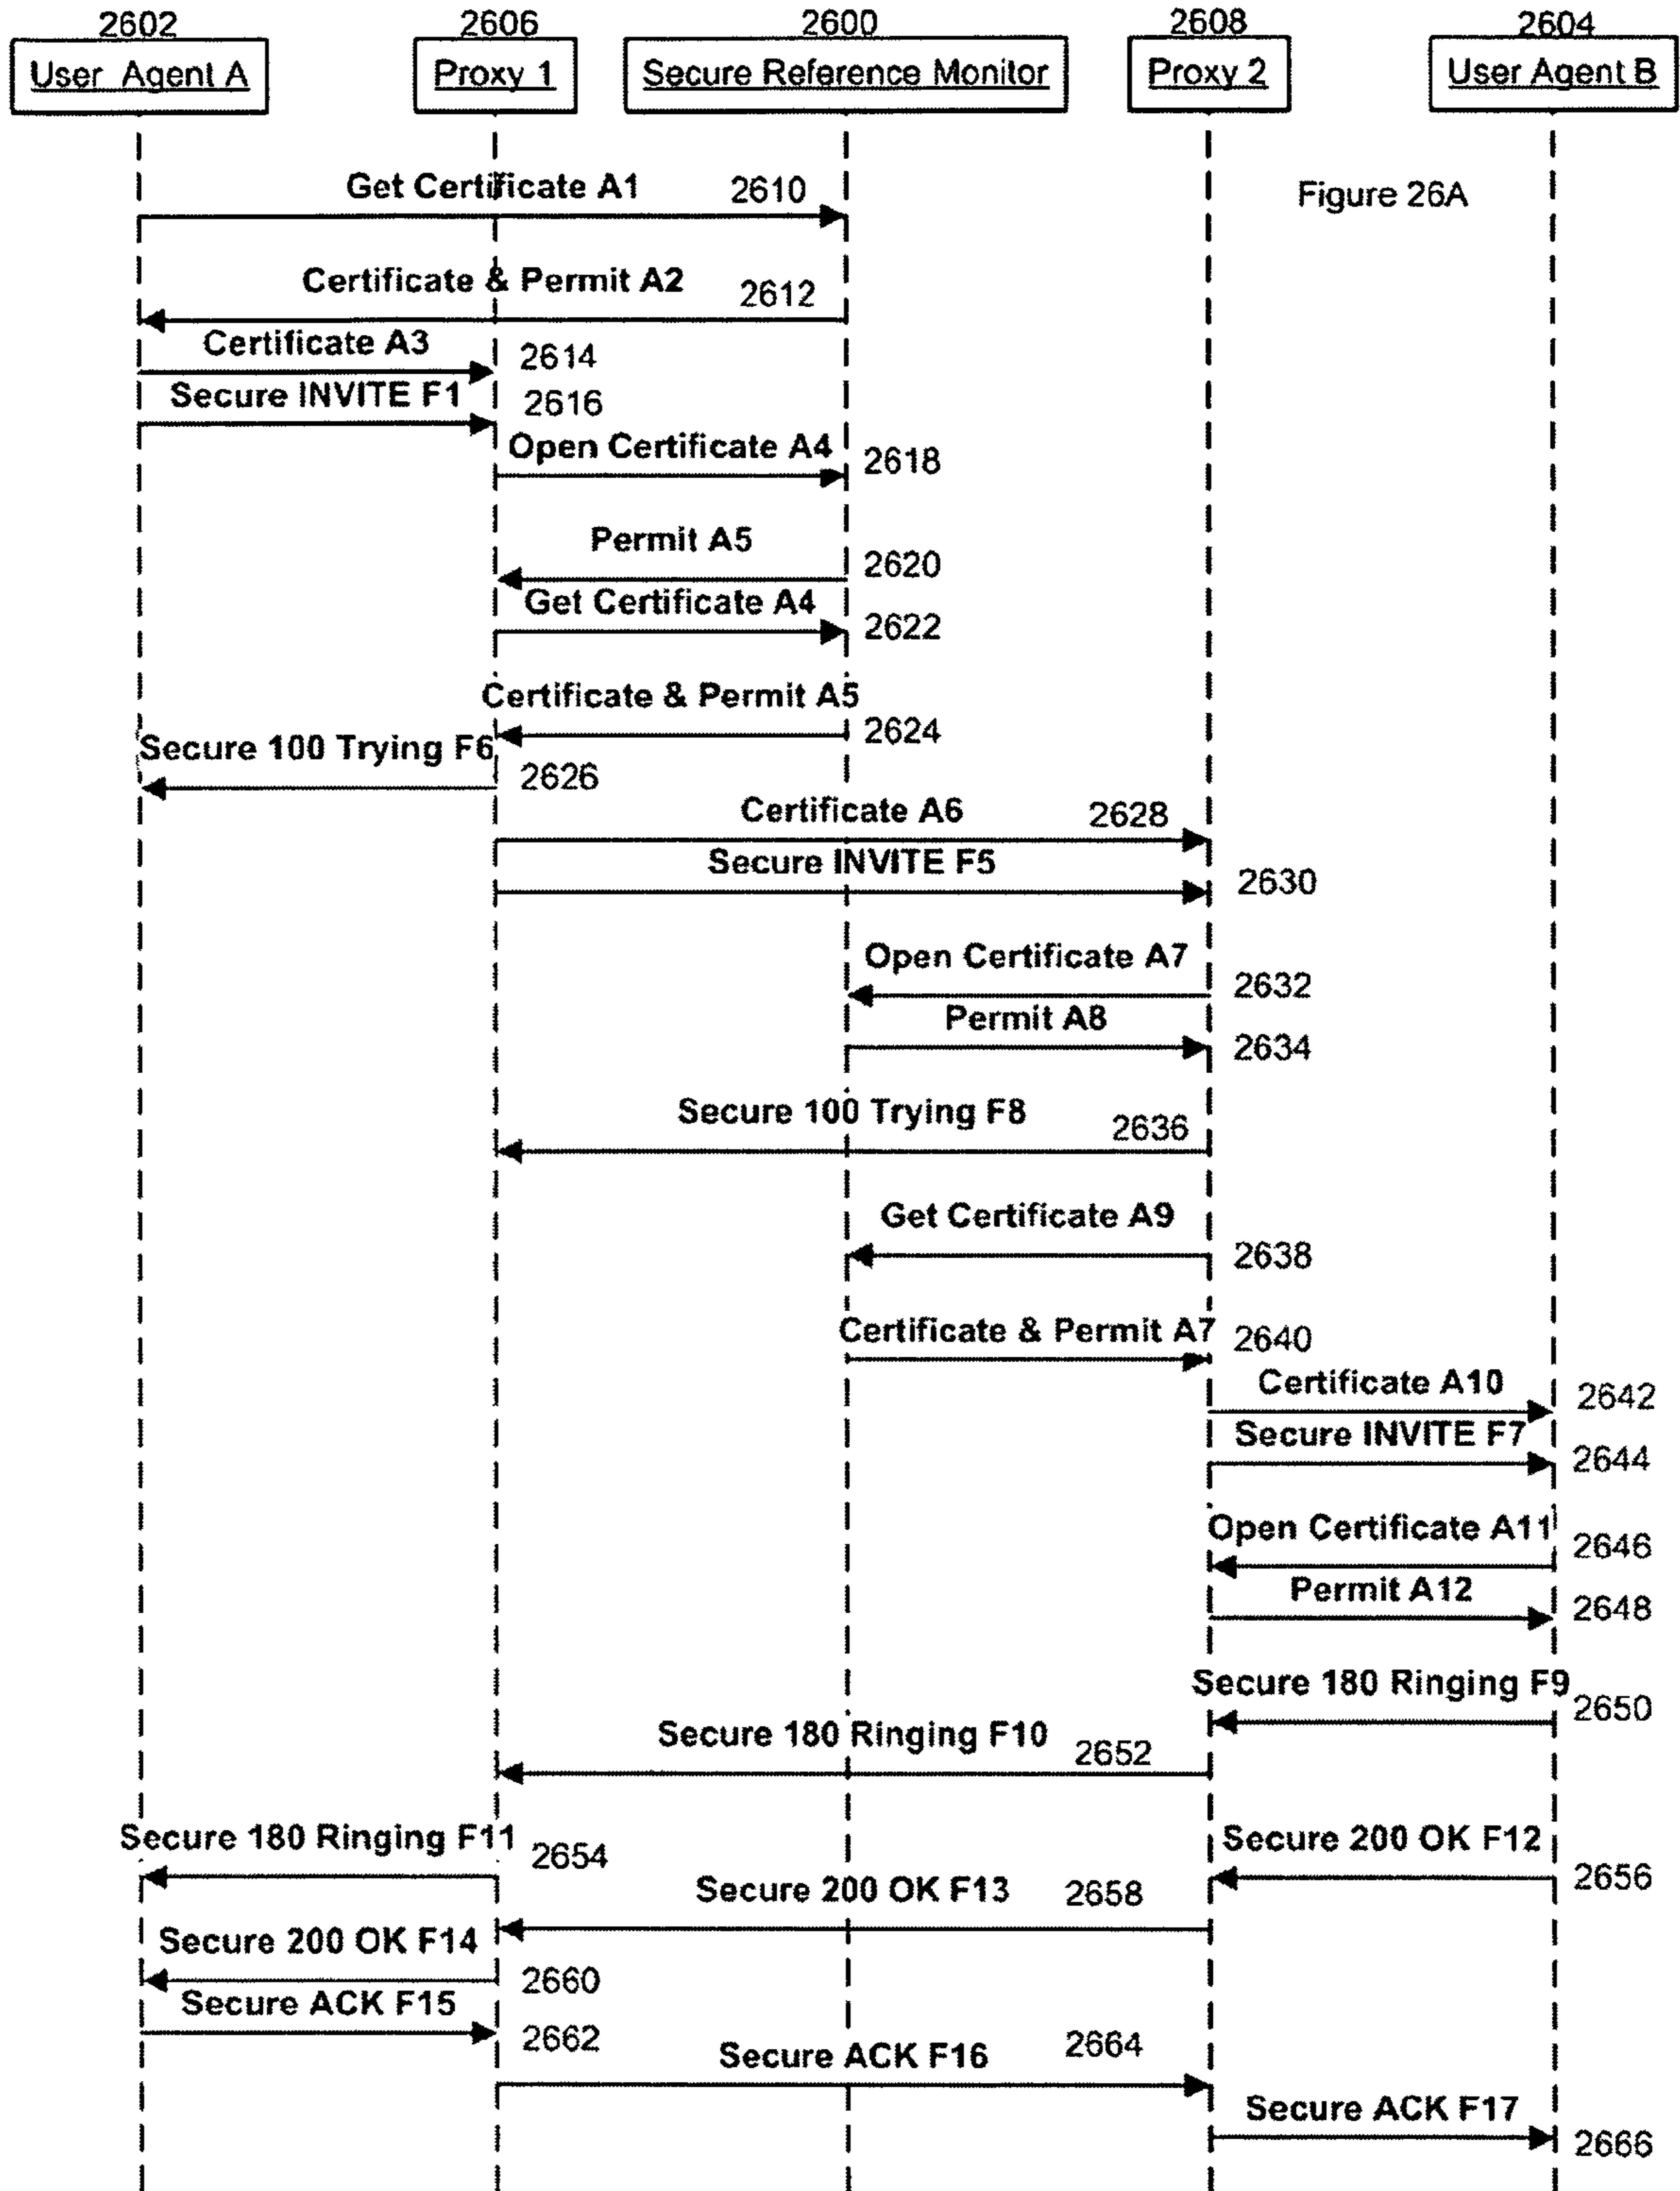 2602 2606 2600 2608 2604
User Agent A Proxy 1 Secure Reference Monitor Proxy 2 User Agent B
Get Certificate A1 2610
Figure 26A
Certificate & Permit A2 2612
Certificate A3 2614
Secure INVITE F1 2616
Open Certificate A4 2618
Permit A5 2620
Get Certificate A4 2622
Certificate & Permit A5 2624
Secure 100 Trying F6 2626
Certificate A6 2628
Secure INVITE F5 2630
Open Certificate A7 2632
Permit A8 2634
Secure 100 Trying F8 2636
Get Certificate A9 2638
Certificate & Permit A7 2640
Certificate A10 2642
Secure INVITE F7 2644
Open Certificate A11 2646
Permit A12 2648
Secure 180 Ringing F9 2650
Secure 180 Ringing F10 2652
Secure 180 Ringing F11 2654
Secure 200 OK F12 2656
Secure 200 OK F13 2658
Secure 200 OK F14 2660
Secure ACK F15 2662
Secure ACK F16 2664
Secure ACK F17 2666